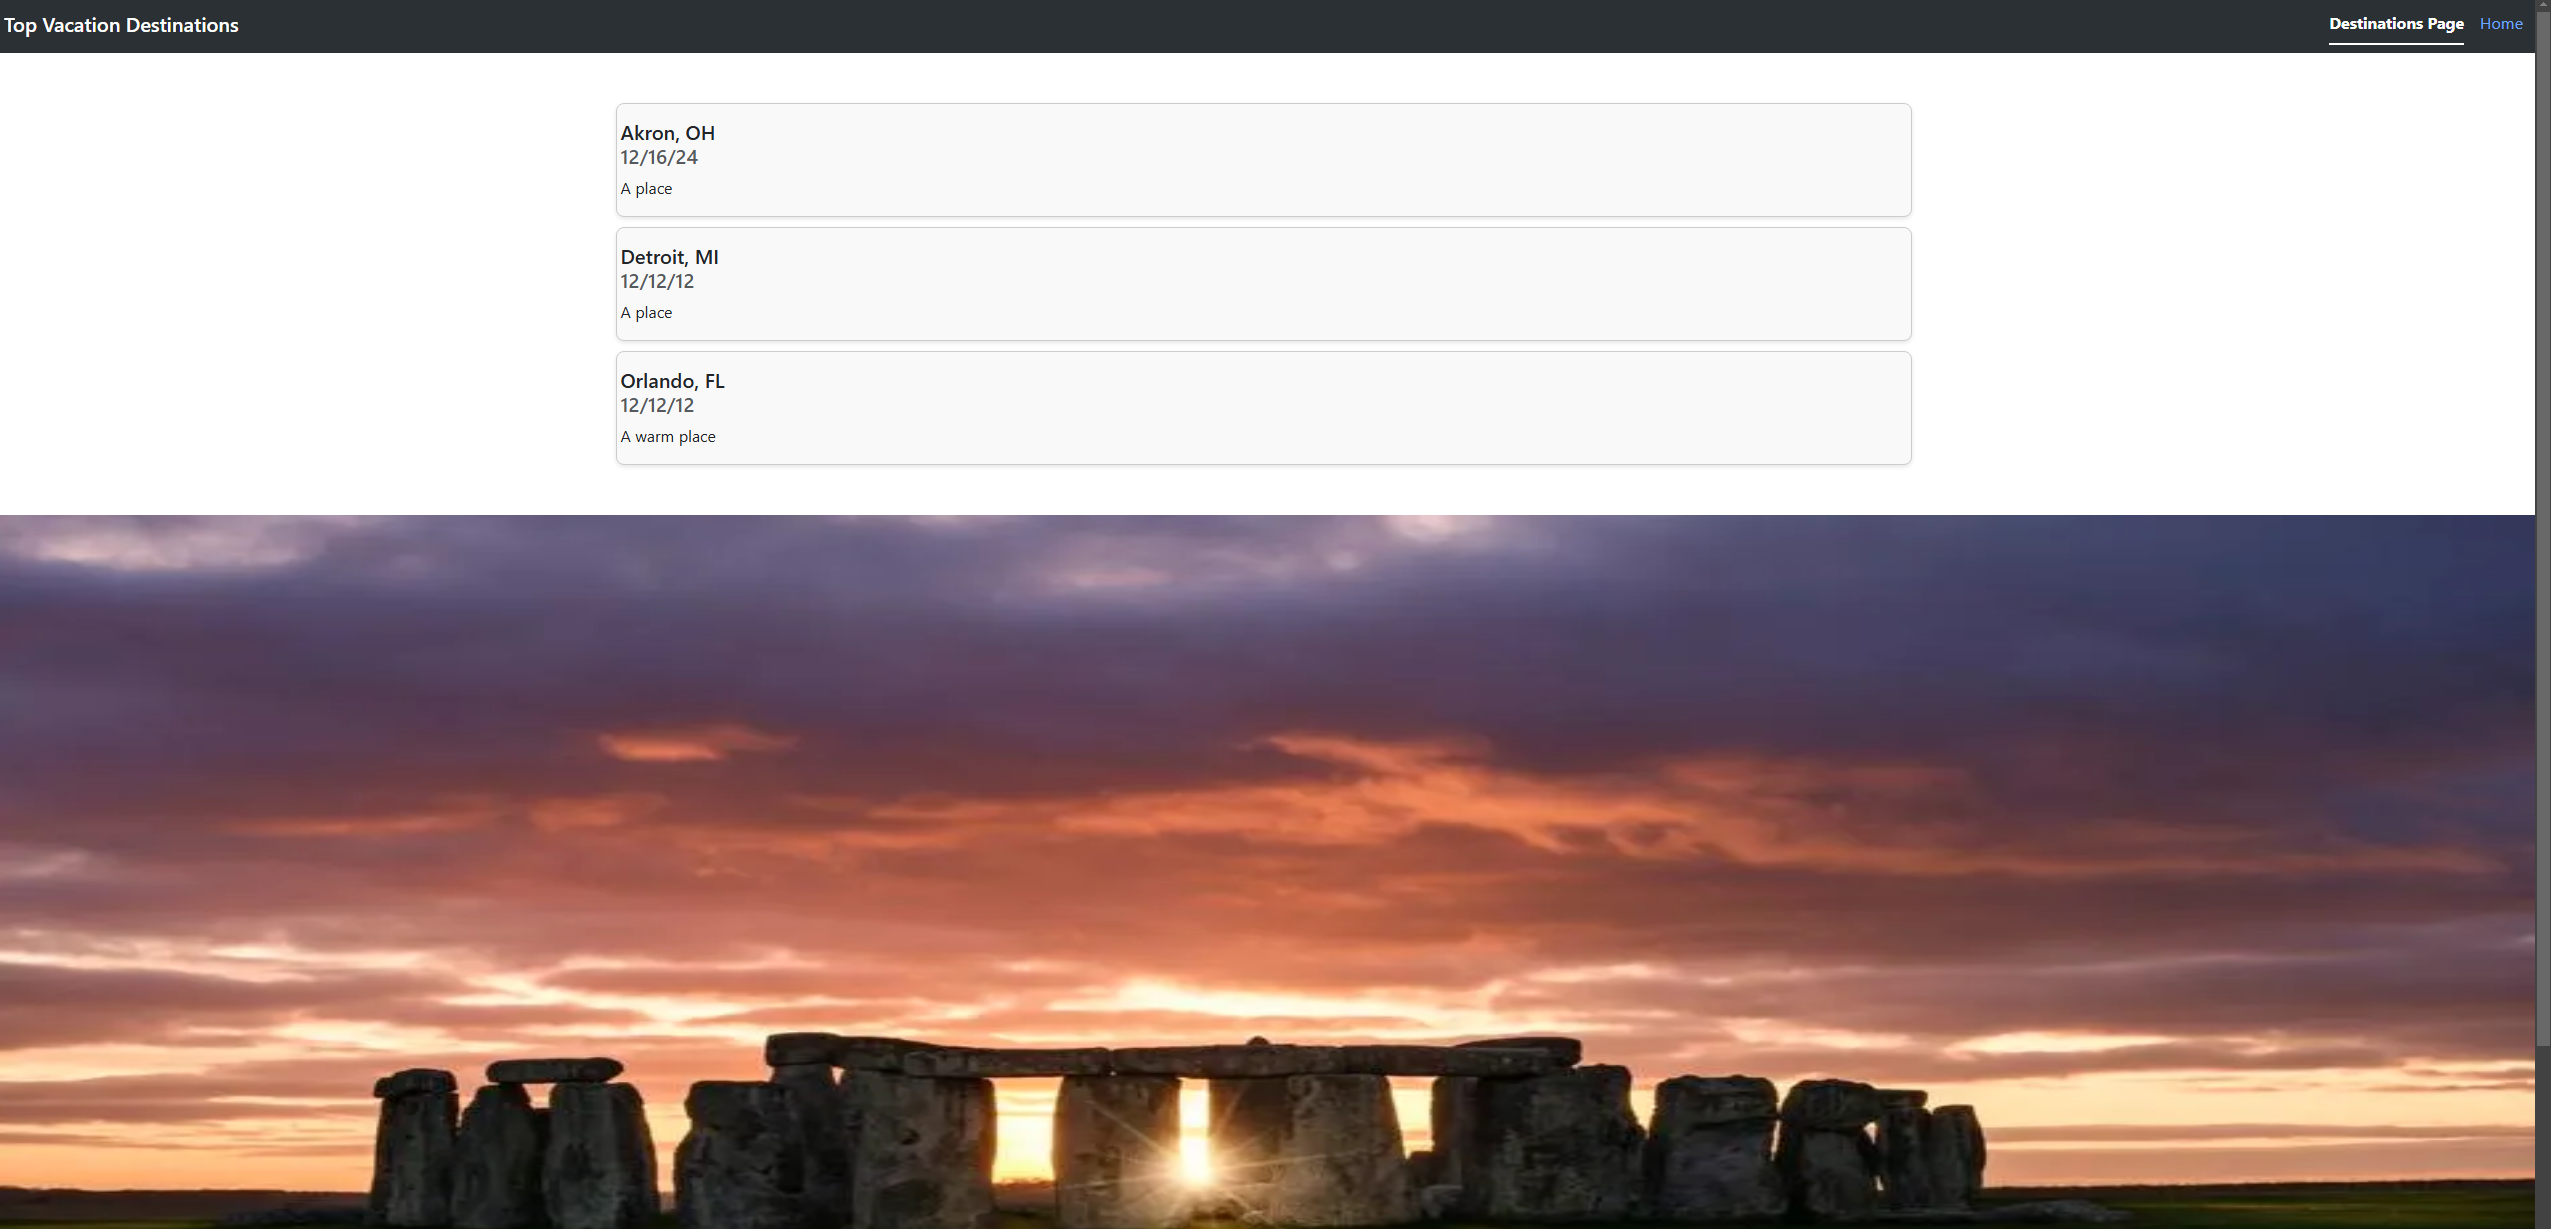 Top Vacation Destinations
Destinations Page
Home
Akron, OH
12/16/24
A place
Detroit, MI
12/12/12
A place
Orlando, FL
12/12/12
A warm place